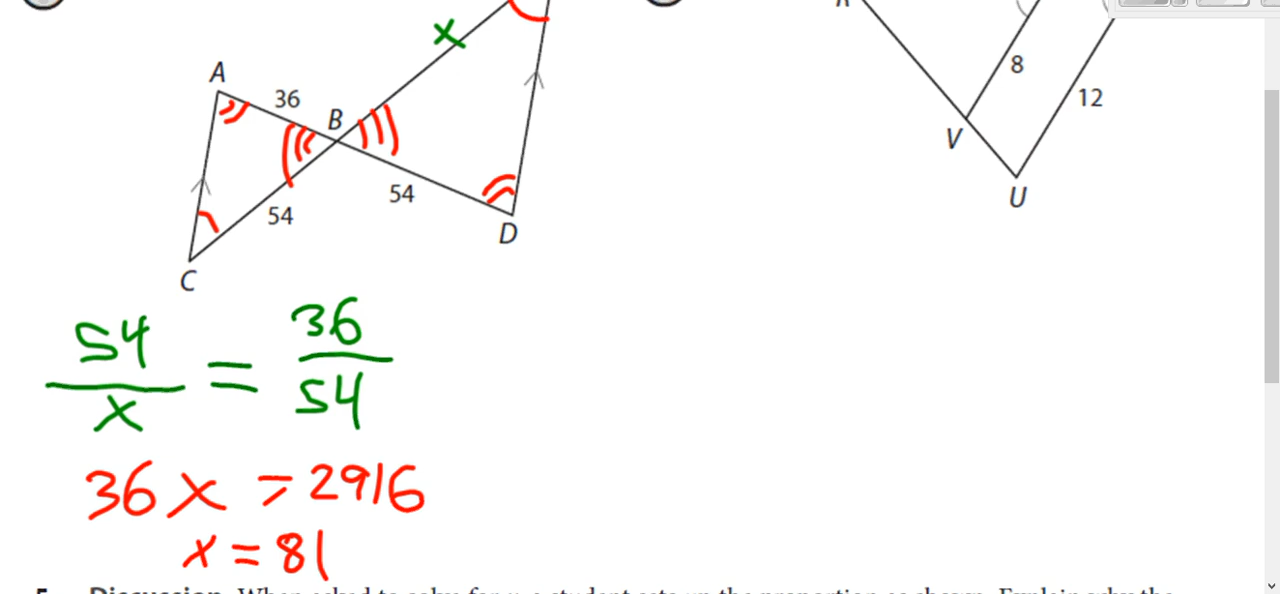 x
A
36
B
8
12
V
54
54
U
D
C
54/x = 36/54
36x = 2916
x = 81